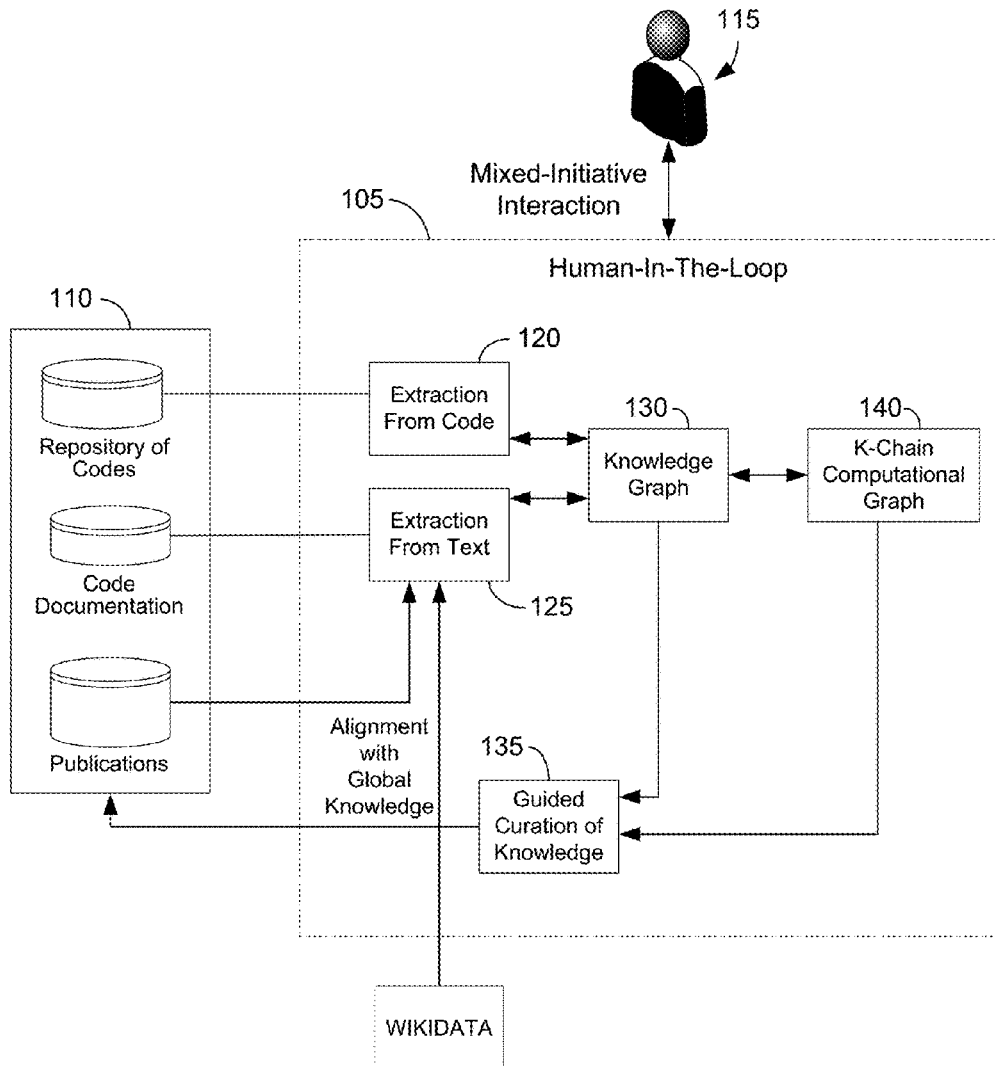 115
Mixed-Initiative
Interaction
105
Human-In-The-Loop
110
120
Repository of
Codes
Extraction
From Code
130
Knowledge
Graph
140
K-Chain
Computational
Graph
Code
Documentation
Extraction
From Text
125
Publications
Alignment
with
Global
Knowledge
135
Guided
Curation of
Knowledge
WIKIDATA